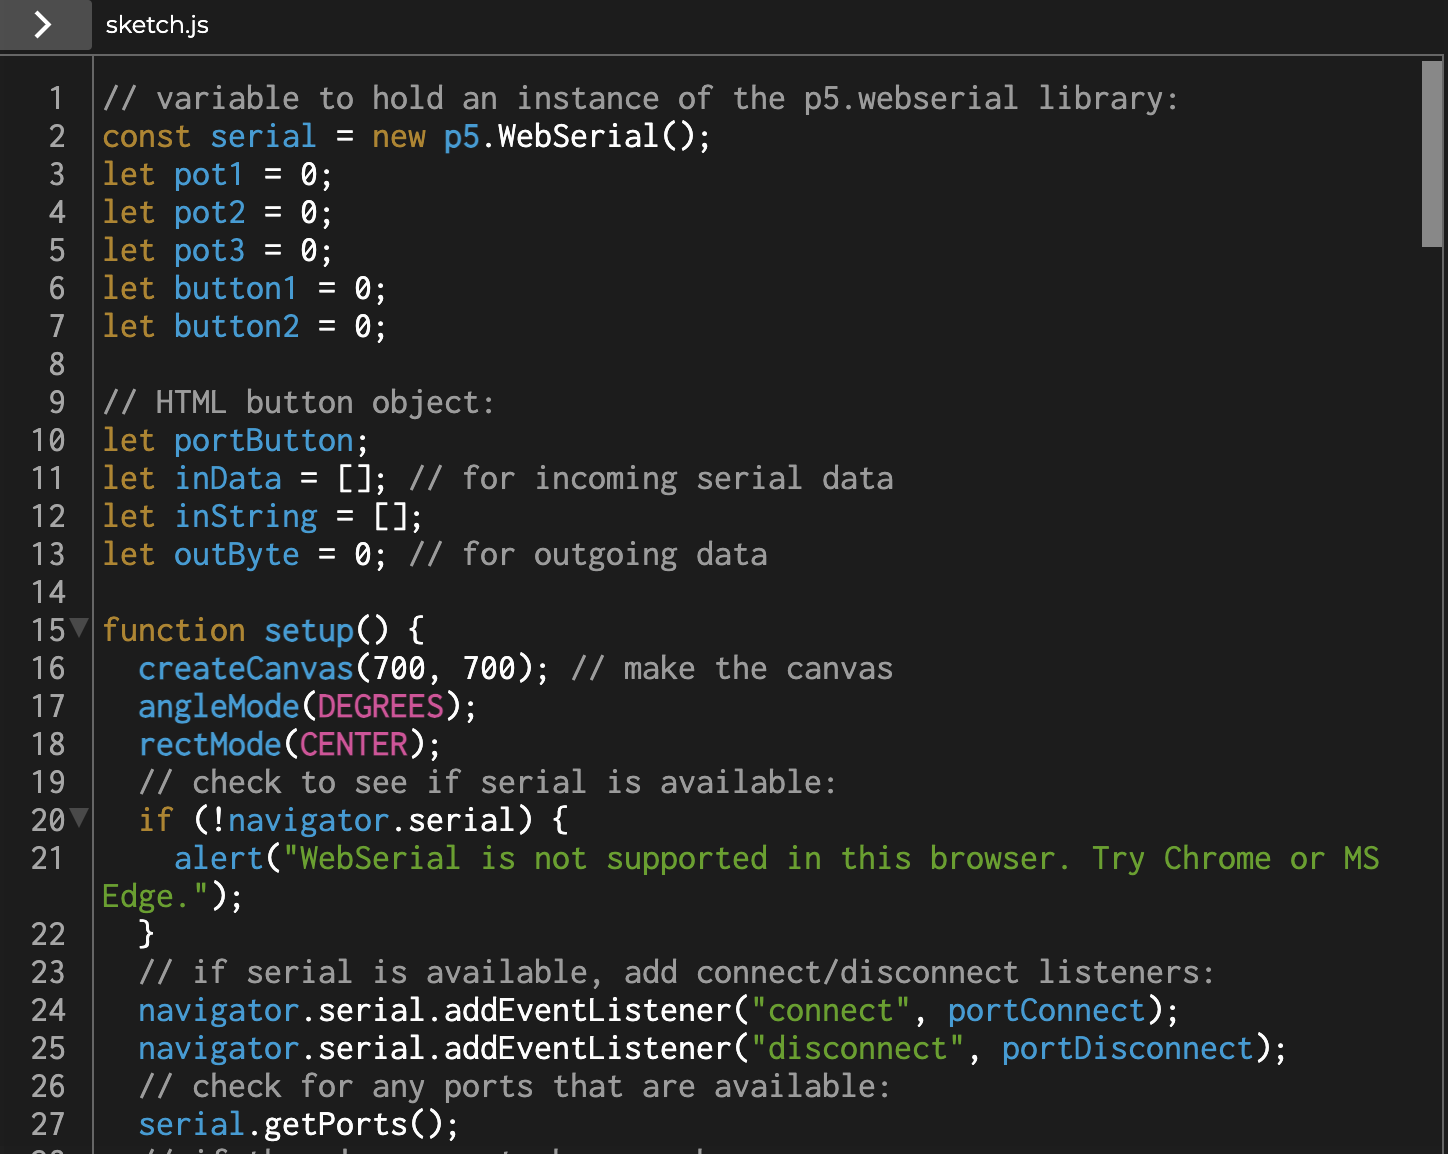 sketch.js
1 // variable to hold an instance of the p5.webserial library:
2 const serial = new p5.WebSerial();
3 let pot1 = 0;
4 let pot2 = 0;
5 let pot3 = 0;
6 let button1 = 0;
7 let button2 = 0;
8
9 // HTML button object:
10 let portButton;
11 let inData = []; // for incoming serial data
12 let inString = [];
13 let outByte = 0; // for outgoing data
14
15 function setup() {
16   createCanvas(700, 700); // make the canvas
17   angleMode(DEGREES);
18   rectMode(CENTER);
19   // check to see if serial is available:
20   if (!navigator.serial) {
21     alert("WebSerial is not supported in this browser. Try Chrome or MS
Edge.");
22   }
23   // if serial is available, add connect/disconnect listeners:
24   navigator.serial.addEventListener("connect", portConnect);
25   navigator.serial.addEventListener("disconnect", portDisconnect);
26   // check for any ports that are available:
27   serial.getPorts();